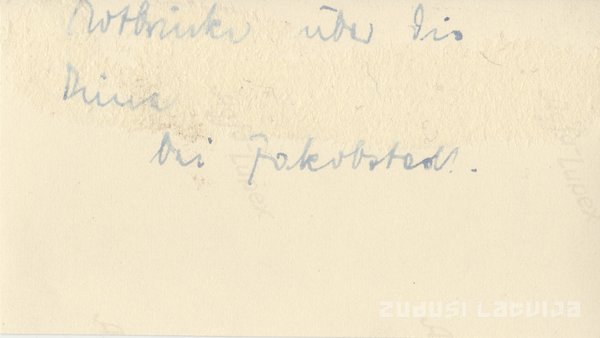 Notbrücke über die
Düna
bei Jakobstadt.
ZUDUSI LATVIJA